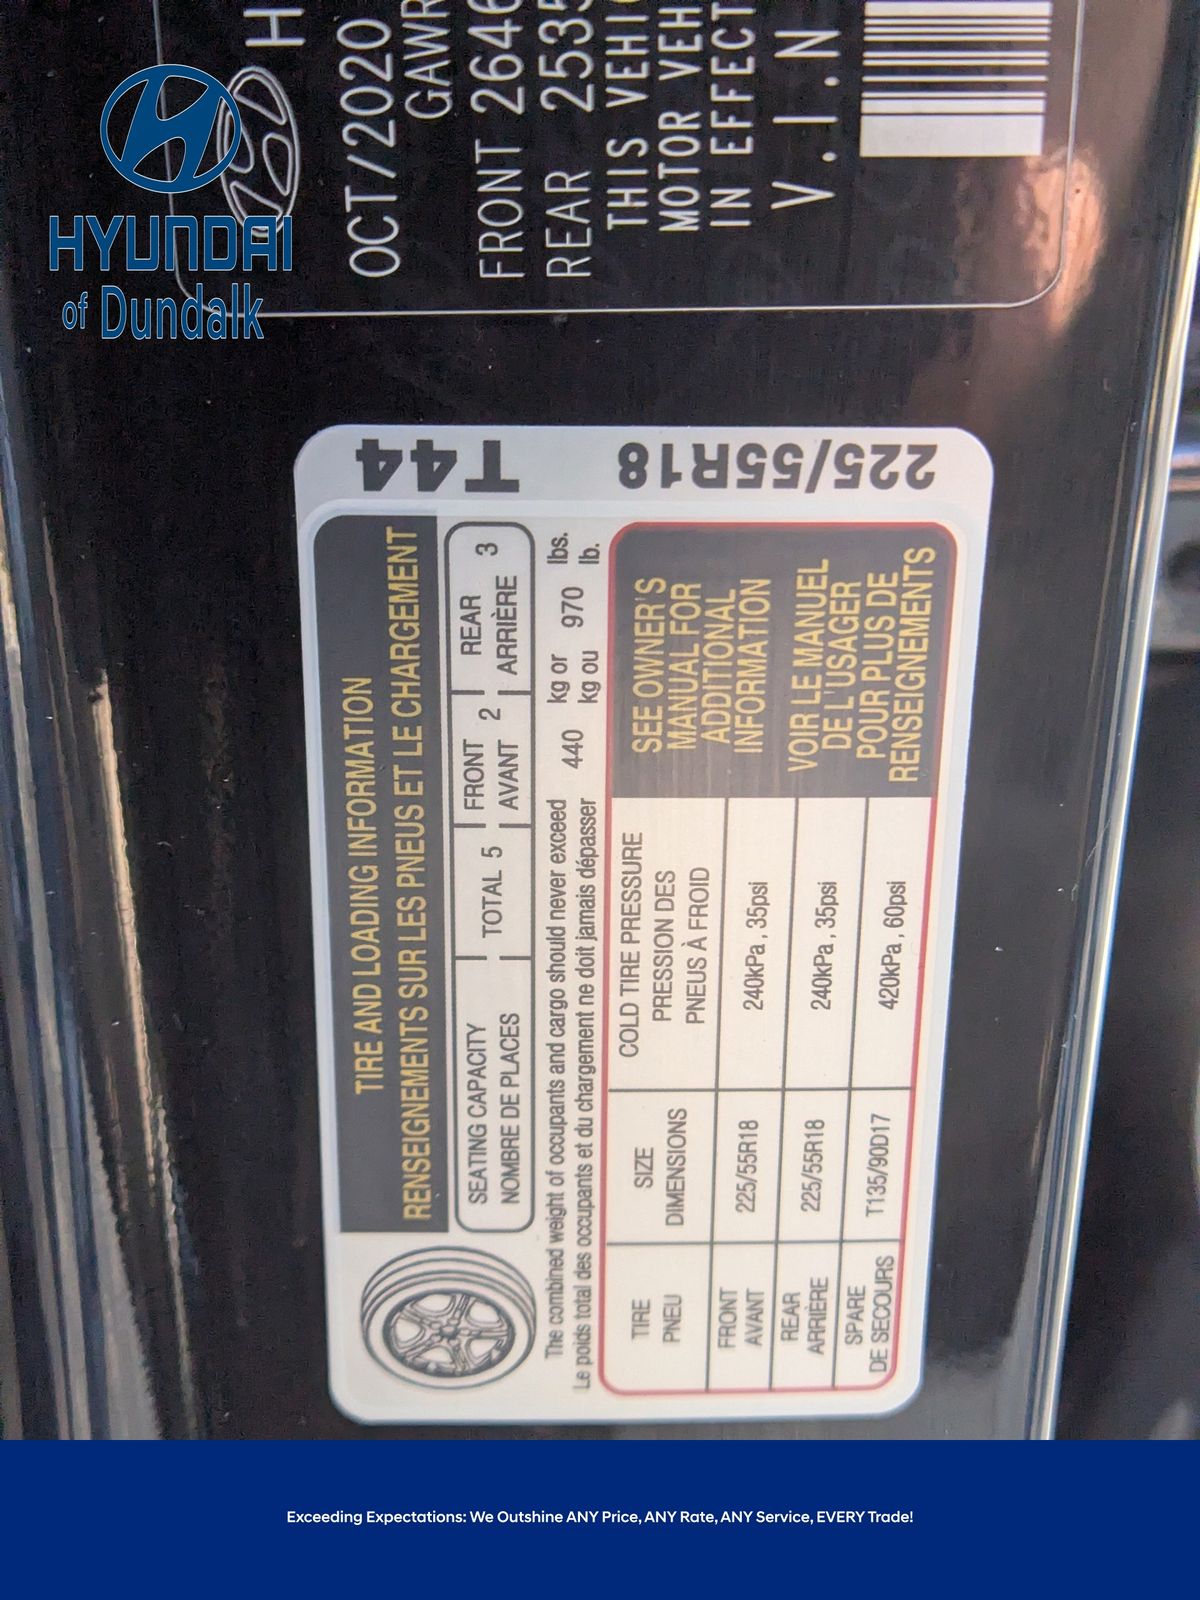 HYUNDAI
of Dundalk
H
OCT/2020
GAWR
FRONT 2646
REAR 2535
THIS VEHIC
MOTOR VEH
IN EFFECT
V.I.N
TIRE AND LOADING INFORMATION
RENSEIGNEMENTS SUR LES PNEUS ET LE CHARGEMENT
SEATING CAPACITY TOTAL 5 FRONT 2 REAR 3
NOMBRE DE PLACES AVANT ARRIÈRE
The combined weight of occupants and cargo should never exceed 440 kg or 970 lbs.
Le poids total des occupants et du chargement ne doit jamais dépasser kg ou lb.
TIRE SIZE COLD TIRE PRESSURE
PNEU DIMENSIONS PRESSION DES
PNEUS À FROID
FRONT 225/55R18 240kPa , 35psi
AVANT
REAR 225/55R18 240kPa , 35psi
ARRIÈRE
SPARE T135/90D17 420kPa , 60psi
DE SECOURS
SEE OWNER'S
MANUAL FOR
ADDITIONAL
INFORMATION
VOIR LE MANUEL
DE L'USAGER
POUR PLUS DE
RENSEIGNEMENTS
T44
225/55R18
Exceeding Expectations: We Outshine ANY Price, ANY Rate, ANY Service, EVERY Trade!